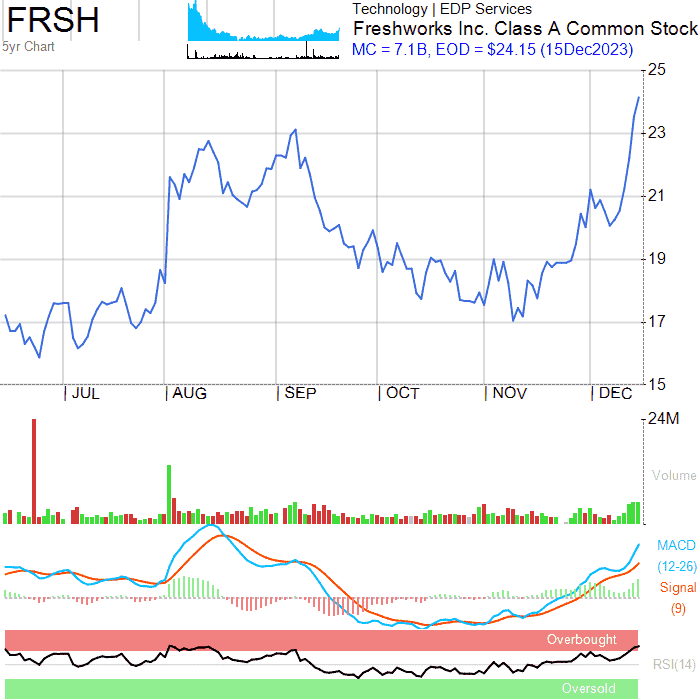 FRSH
5yr Chart
Technology | EDP Services
Freshworks Inc. Class A Common Stock
MC = 7.1B, EOD = $24.15 (15Dec2023)
25
23
21
19
17
15
JUL AUG SEP OCT NOV DEC
24M
Volume
MACD
(12-26)
Signal
(9)
Overbought
RSI(14)
Oversold